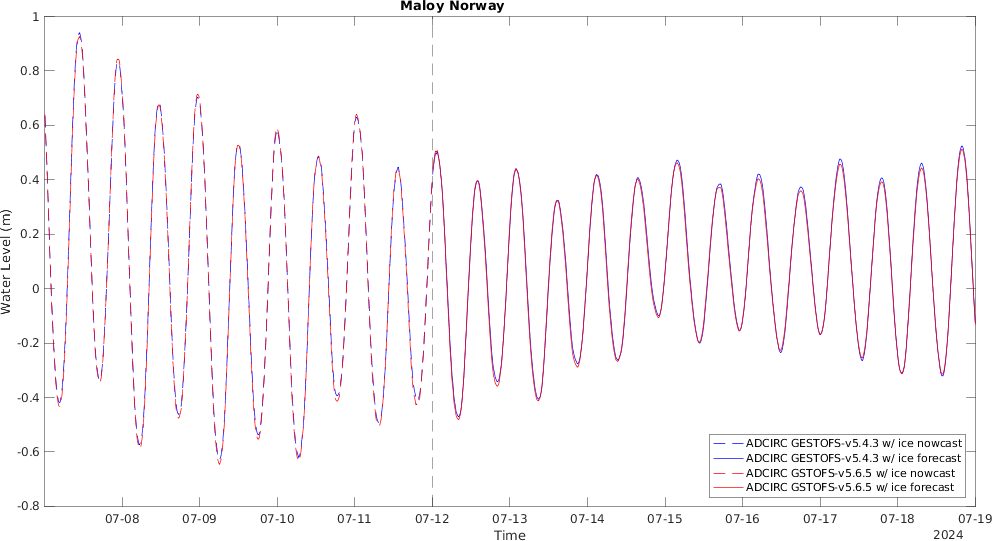 Maloy Norway
1
0.8
0.6
0.4
0.2
0
-0.2
-0.4
-0.6
-0.8
Water Level (m)
ADCIRC GESTOFS-v5.4.3 w/ ice nowcast
ADCIRC GESTOFS-v5.4.3 w/ ice forecast
ADCIRC GSTOFS-v5.6.5 w/ ice nowcast
ADCIRC GSTOFS-v5.6.5 w/ ice forecast
07-08 07-09 07-10 07-11 07-12 07-13 07-14 07-15 07-16 07-17 07-18 07-19
Time
2024